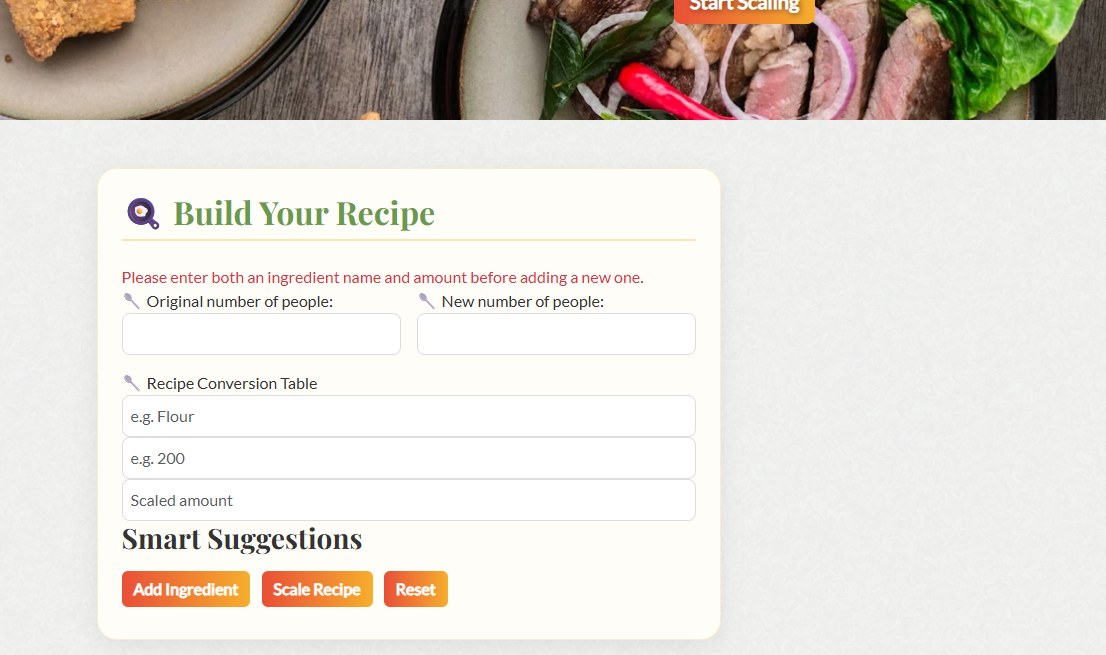 Start Scaling
Build Your Recipe
Please enter both an ingredient name and amount before adding a new one.
Original number of people:
New number of people:
Recipe Conversion Table
e.g. Flour
e.g. 200
Scaled amount
Smart Suggestions
Add Ingredient
Scale Recipe
Reset